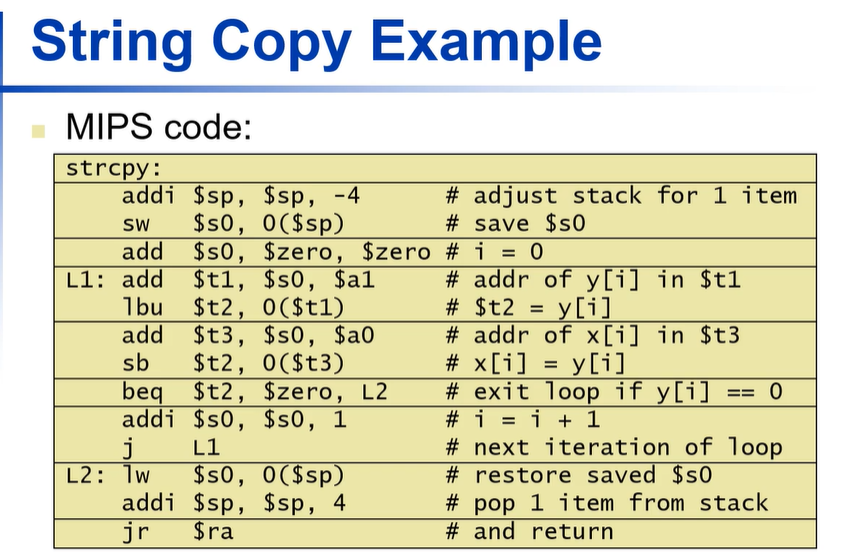 String Copy Example
MIPS code:
strcpy:
addi $sp, $sp, -4 # adjust stack for 1 item
sw $s0, 0($sp) # save $s0
add $s0, $zero, $zero # i = 0
L1: add $t1, $s0, $a1 # addr of y[i] in $t1
lbu $t2, 0($t1) # $t2 = y[i]
add $t3, $s0, $a0 # addr of x[i] in $t3
sb $t2, 0($t3) # x[i] = y[i]
beq $t2, $zero, L2 # exit loop if y[i] == 0
addi $s0, $s0, 1 # i = i + 1
j L1 # next iteration of loop
L2: lw $s0, 0($sp) # restore saved $s0
addi $sp, $sp, 4 # pop 1 item from stack
jr $ra # and return